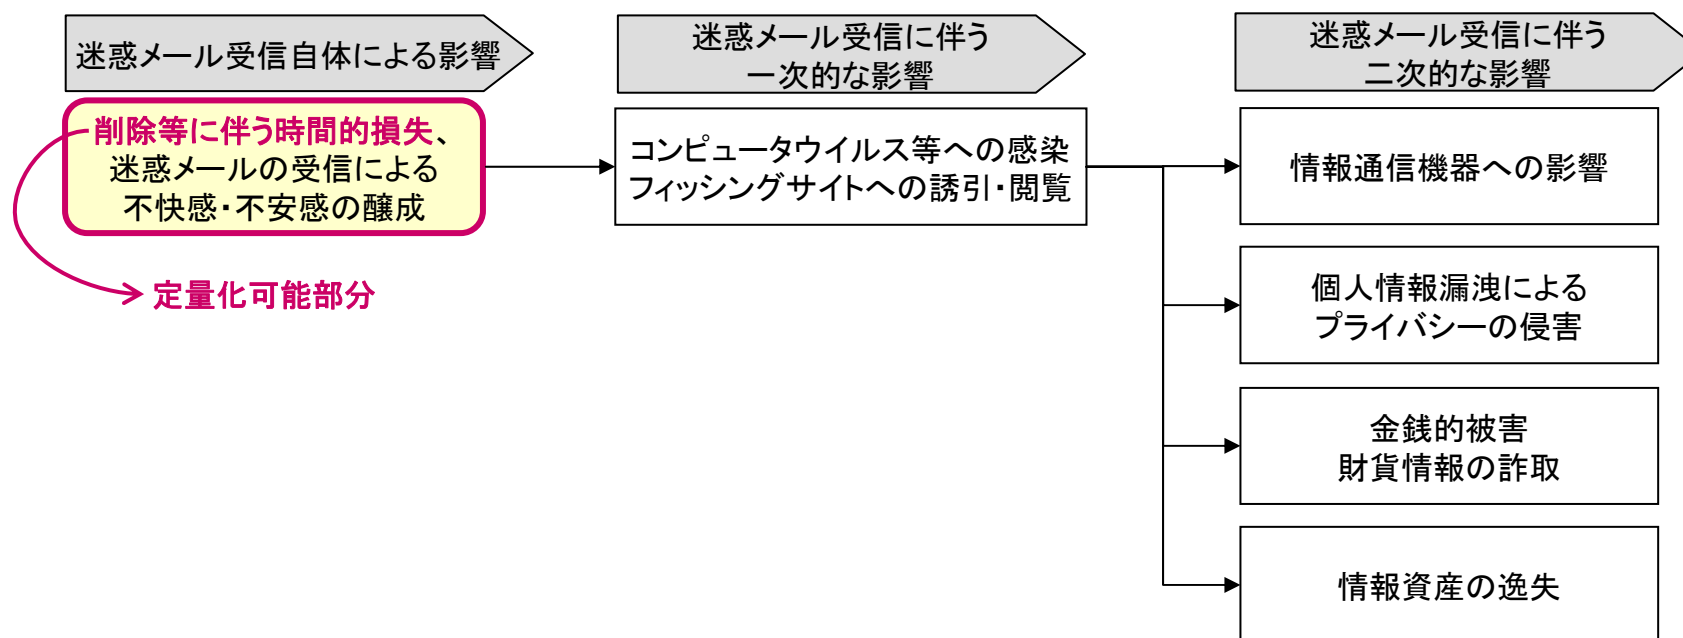 迷惑メール受信自体による影響
迷惑メール受信に伴う
一次的な影響
迷惑メール受信に伴う
二次的な影響
削除等に伴う時間的損失、
迷惑メールの受信による
不快感・不安感の醸成
定量化可能部分
コンピュータウイルス等への感染
フィッシングサイトへの誘引・閲覧
情報通信機器への影響
個人情報漏洩による
プライバシーの侵害
金銭的被害
財貨情報の詐取
情報資産の逸失